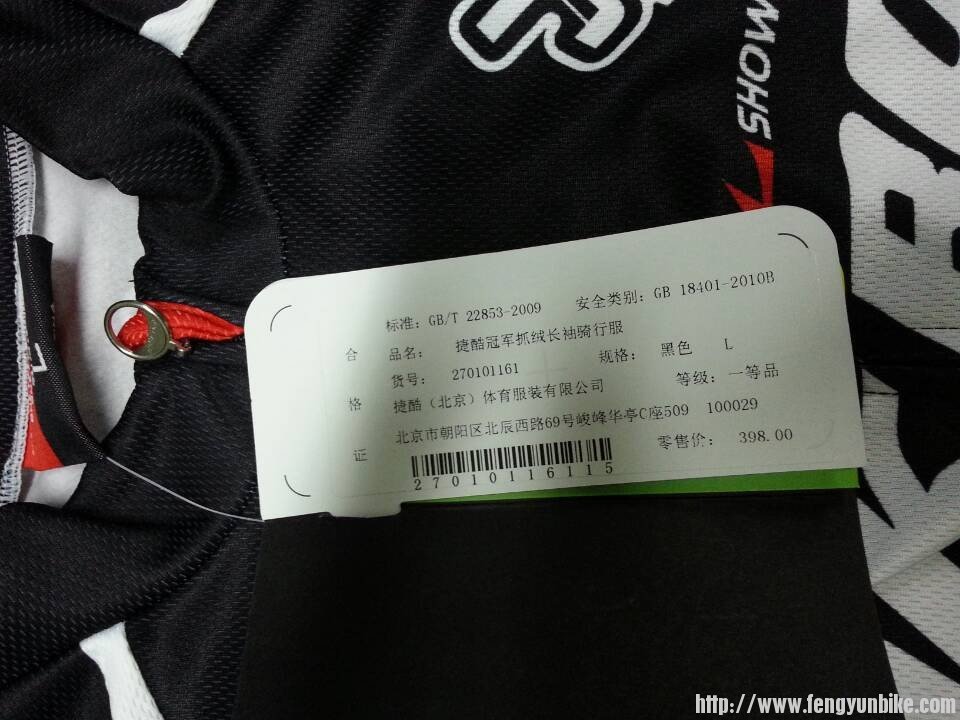 SHOW
标准：GB/T 22853-2009 安全类别：GB 18401-2010B
合格证
品名： 捷酷冠军抓绒长袖骑行服
货号： 270101161 规格： 黑色 L
捷酷（北京）体育服装有限公司 等级：一等品
北京市朝阳区北辰西路69号峻峰华亭C座509 100029
零售价： 398.00
27010116115
L
http://www.fengyunbike.com